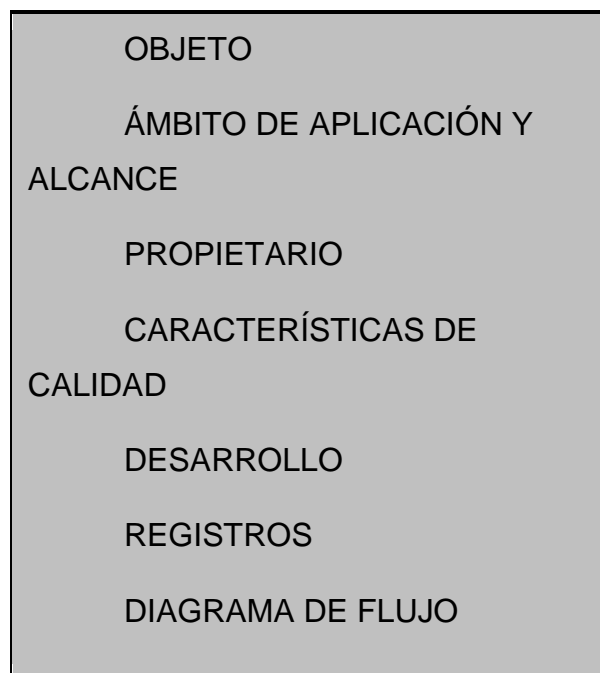 OBJETO
ÁMBITO DE APLICACIÓN Y
ALCANCE
PROPIETARIO
CARACTERÍSTICAS DE
CALIDAD
DESARROLLO
REGISTROS
DIAGRAMA DE FLUJO